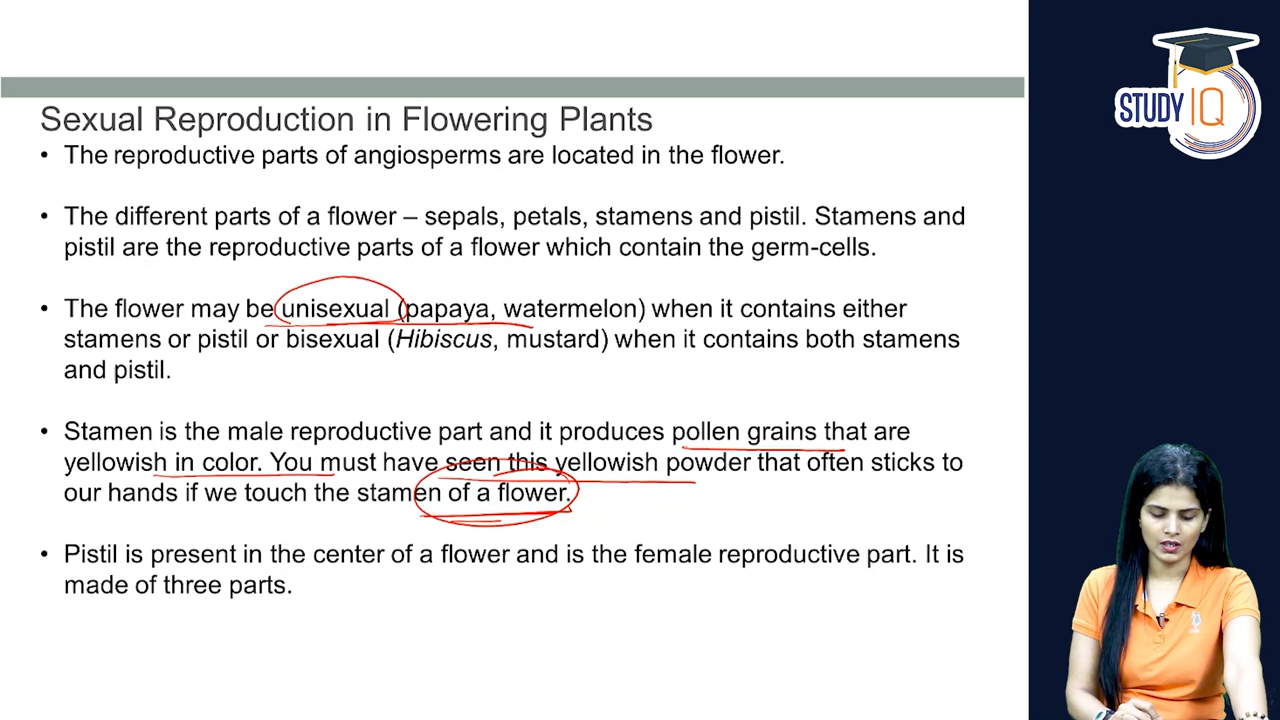 Sexual Reproduction in Flowering Plants
• The reproductive parts of angiosperms are located in the flower.
• The different parts of a flower – sepals, petals, stamens and pistil. Stamens and
pistil are the reproductive parts of a flower which contain the germ-cells.
• The flower may be unisexual (papaya, watermelon) when it contains either
stamens or pistil or bisexual (Hibiscus, mustard) when it contains both stamens
and pistil.
• Stamen is the male reproductive part and it produces pollen grains that are
yellowish in color. You must have seen this yellowish powder that often sticks to
our hands if we touch the stamen of a flower.
• Pistil is present in the center of a flower and is the female reproductive part. It is
made of three parts.
STUDY IQ